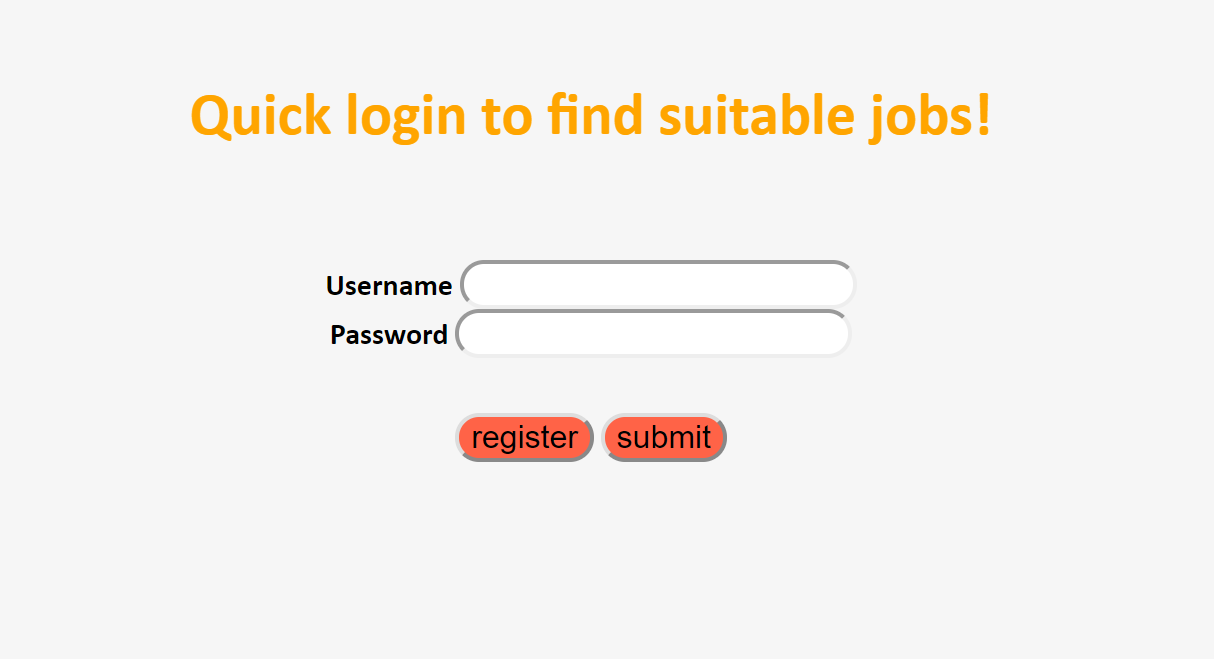 Quick login to find suitable jobs!
Username
Password
register submit